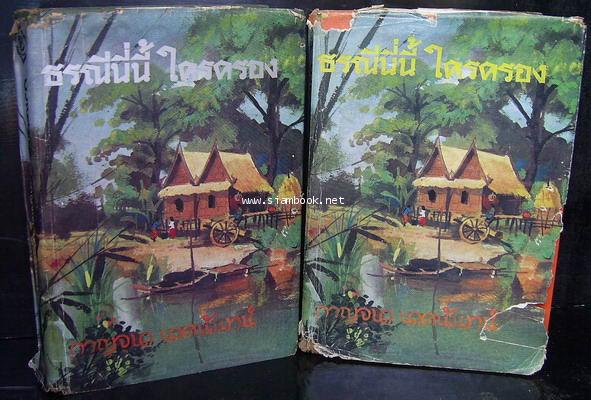 ธรณีนี่นี้ ใครครอง
กาญจนา นาคนันทน์
ธรณีนี่นี้ ใครครอง
กาญจนา นาคนันทน์
www.siambook.net